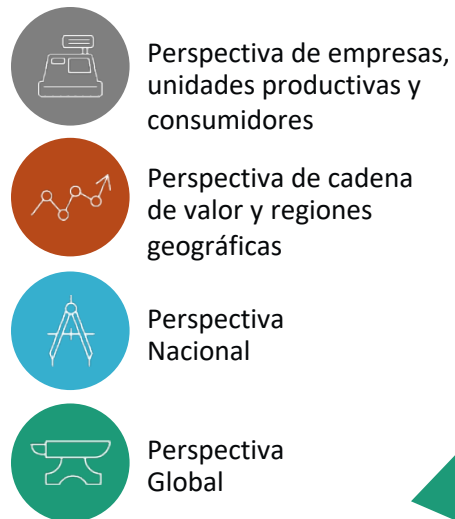 Perspectiva de empresas,
unidades productivas y
consumidores
Perspectiva de cadena
de valor y regiones
geográficas
Perspectiva
Nacional
Perspectiva
Global